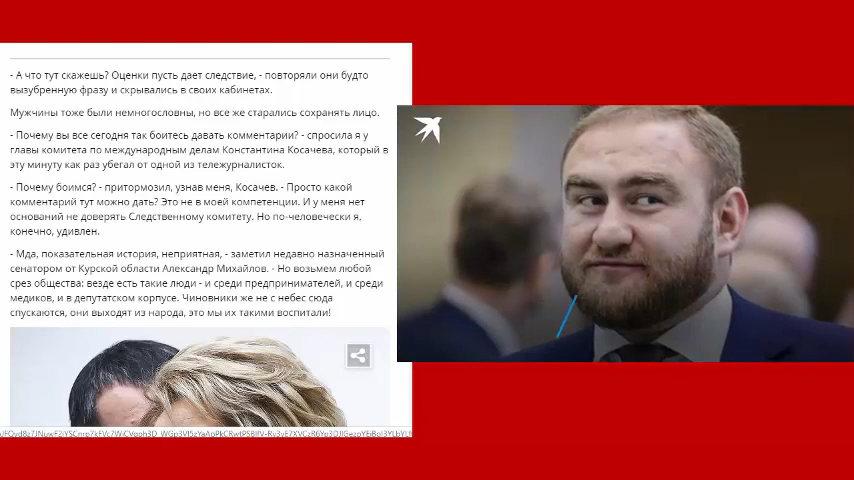 - А что тут скажешь? Оценки пусть дает следствие, - повторяли они будто
вызубренную фразу и скрывались в своих кабинетах.
Мужчины тоже были немногословны, но все же старались сохранять лицо.
- Почему вы все сегодня так боитесь давать комментарии? - спросила я у
главы комитета по международным делам Константина Косачева, который в
эту минуту как раз убегал от одной из тележурналисток.
- Почему боимся? - притормозил, узнав меня, Косачев. - Просто какой
комментарий тут можно дать? Это не в моей компетенции. И у меня нет
оснований не доверять Следственному комитету. Но по-человечески я,
конечно, удивлен.
- Мда, показательная история, неприятная, - заметил недавно назначенный
сенатором от Курской области Александр Михайлов. - Но возьмем любой
срез общества: везде есть такие люди - и среди предпринимателей, и среди
медиков, и в депутатском корпусе. Чиновники же не с небес сюда
спускаются, они выходят из народа, это мы их такими воспитали!